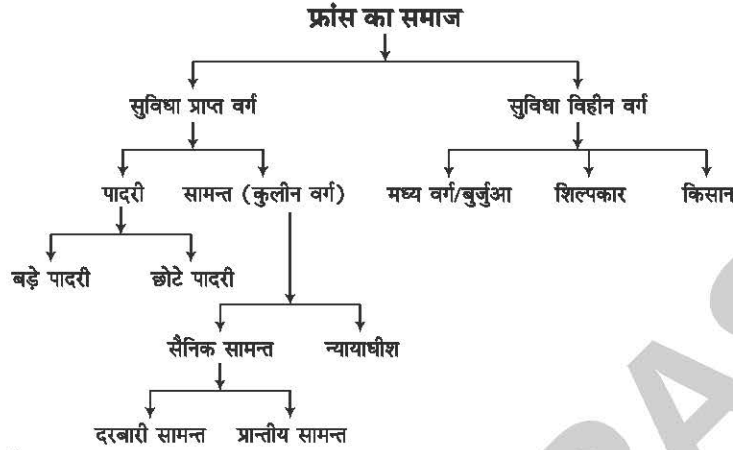 फ्रांस का समाज
सुविधा प्राप्त वर्ग सुविधा विहीन वर्ग
पादरी सामन्त (कुलीन वर्ग) मध्य वर्ग/बुर्जुआ शिल्पकार किसान
बड़े पादरी छोटे पादरी
सैनिक सामन्त न्यायाधीश
दरबारी सामन्त प्रान्तीय सामन्त